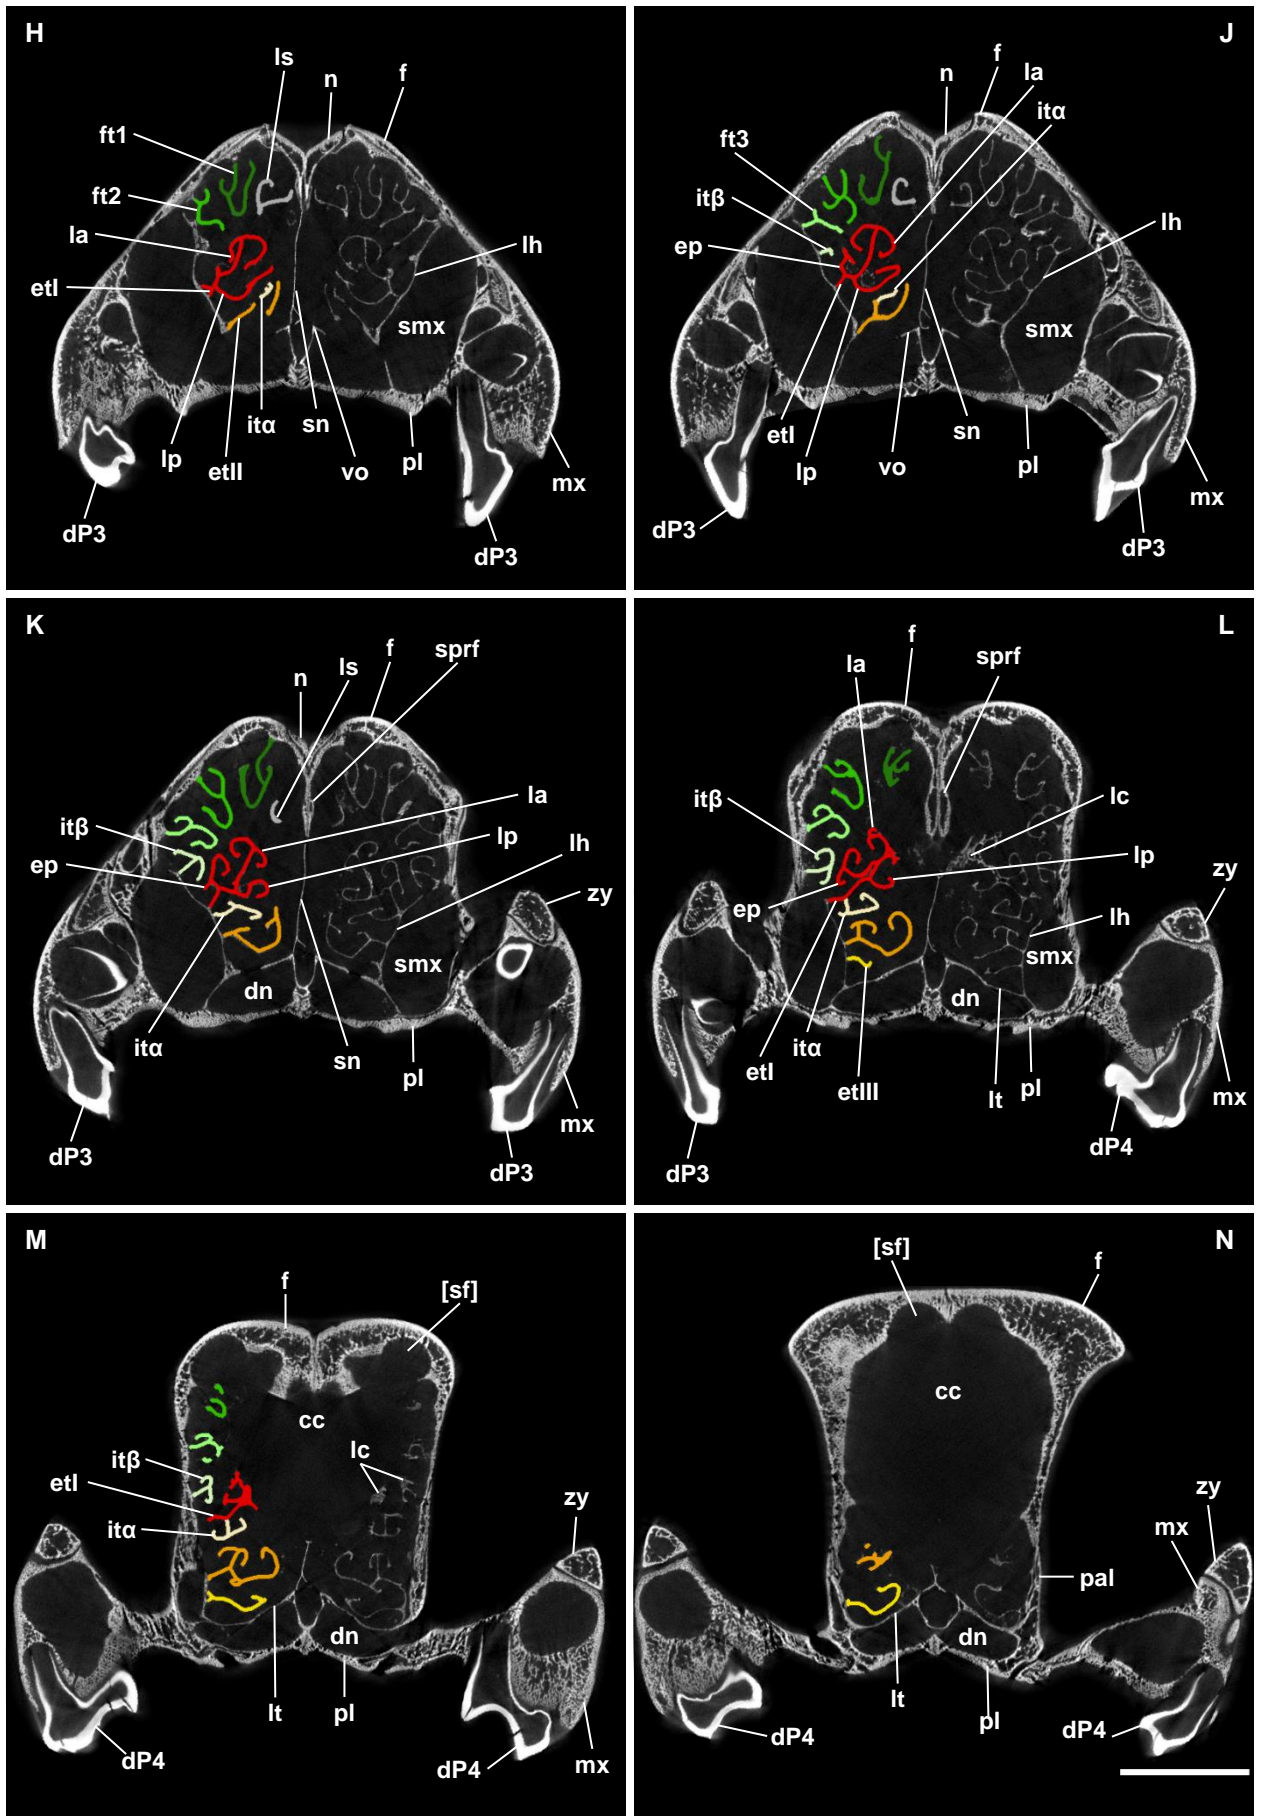 H
ls
n
f
ft1
ft2
la
etI
lh
smx
lp
etII
itα
sn
vo
pl
mx
dP3
dP3
J
n
f
la
itα
ft3
itβ
ep
lh
smx
etI
lp
vo
sn
pl
mx
dP3
dP3
K
n
ls
f
sprf
itβ
ep
la
lp
lh
zy
smx
dn
itα
sn
pl
mx
dP3
dP3
L
f
la
sprf
itβ
lc
lp
zy
ep
lh
smx
dn
etI
itα
etIII
lt
pl
mx
dP4
dP3
M
f
[sf]
cc
lc
itβ
etI
itα
zy
dn
lt
pl
dP4
dP4
mx
N
[sf]
f
cc
zy
mx
pal
dn
lt
pl
dP4
dP4